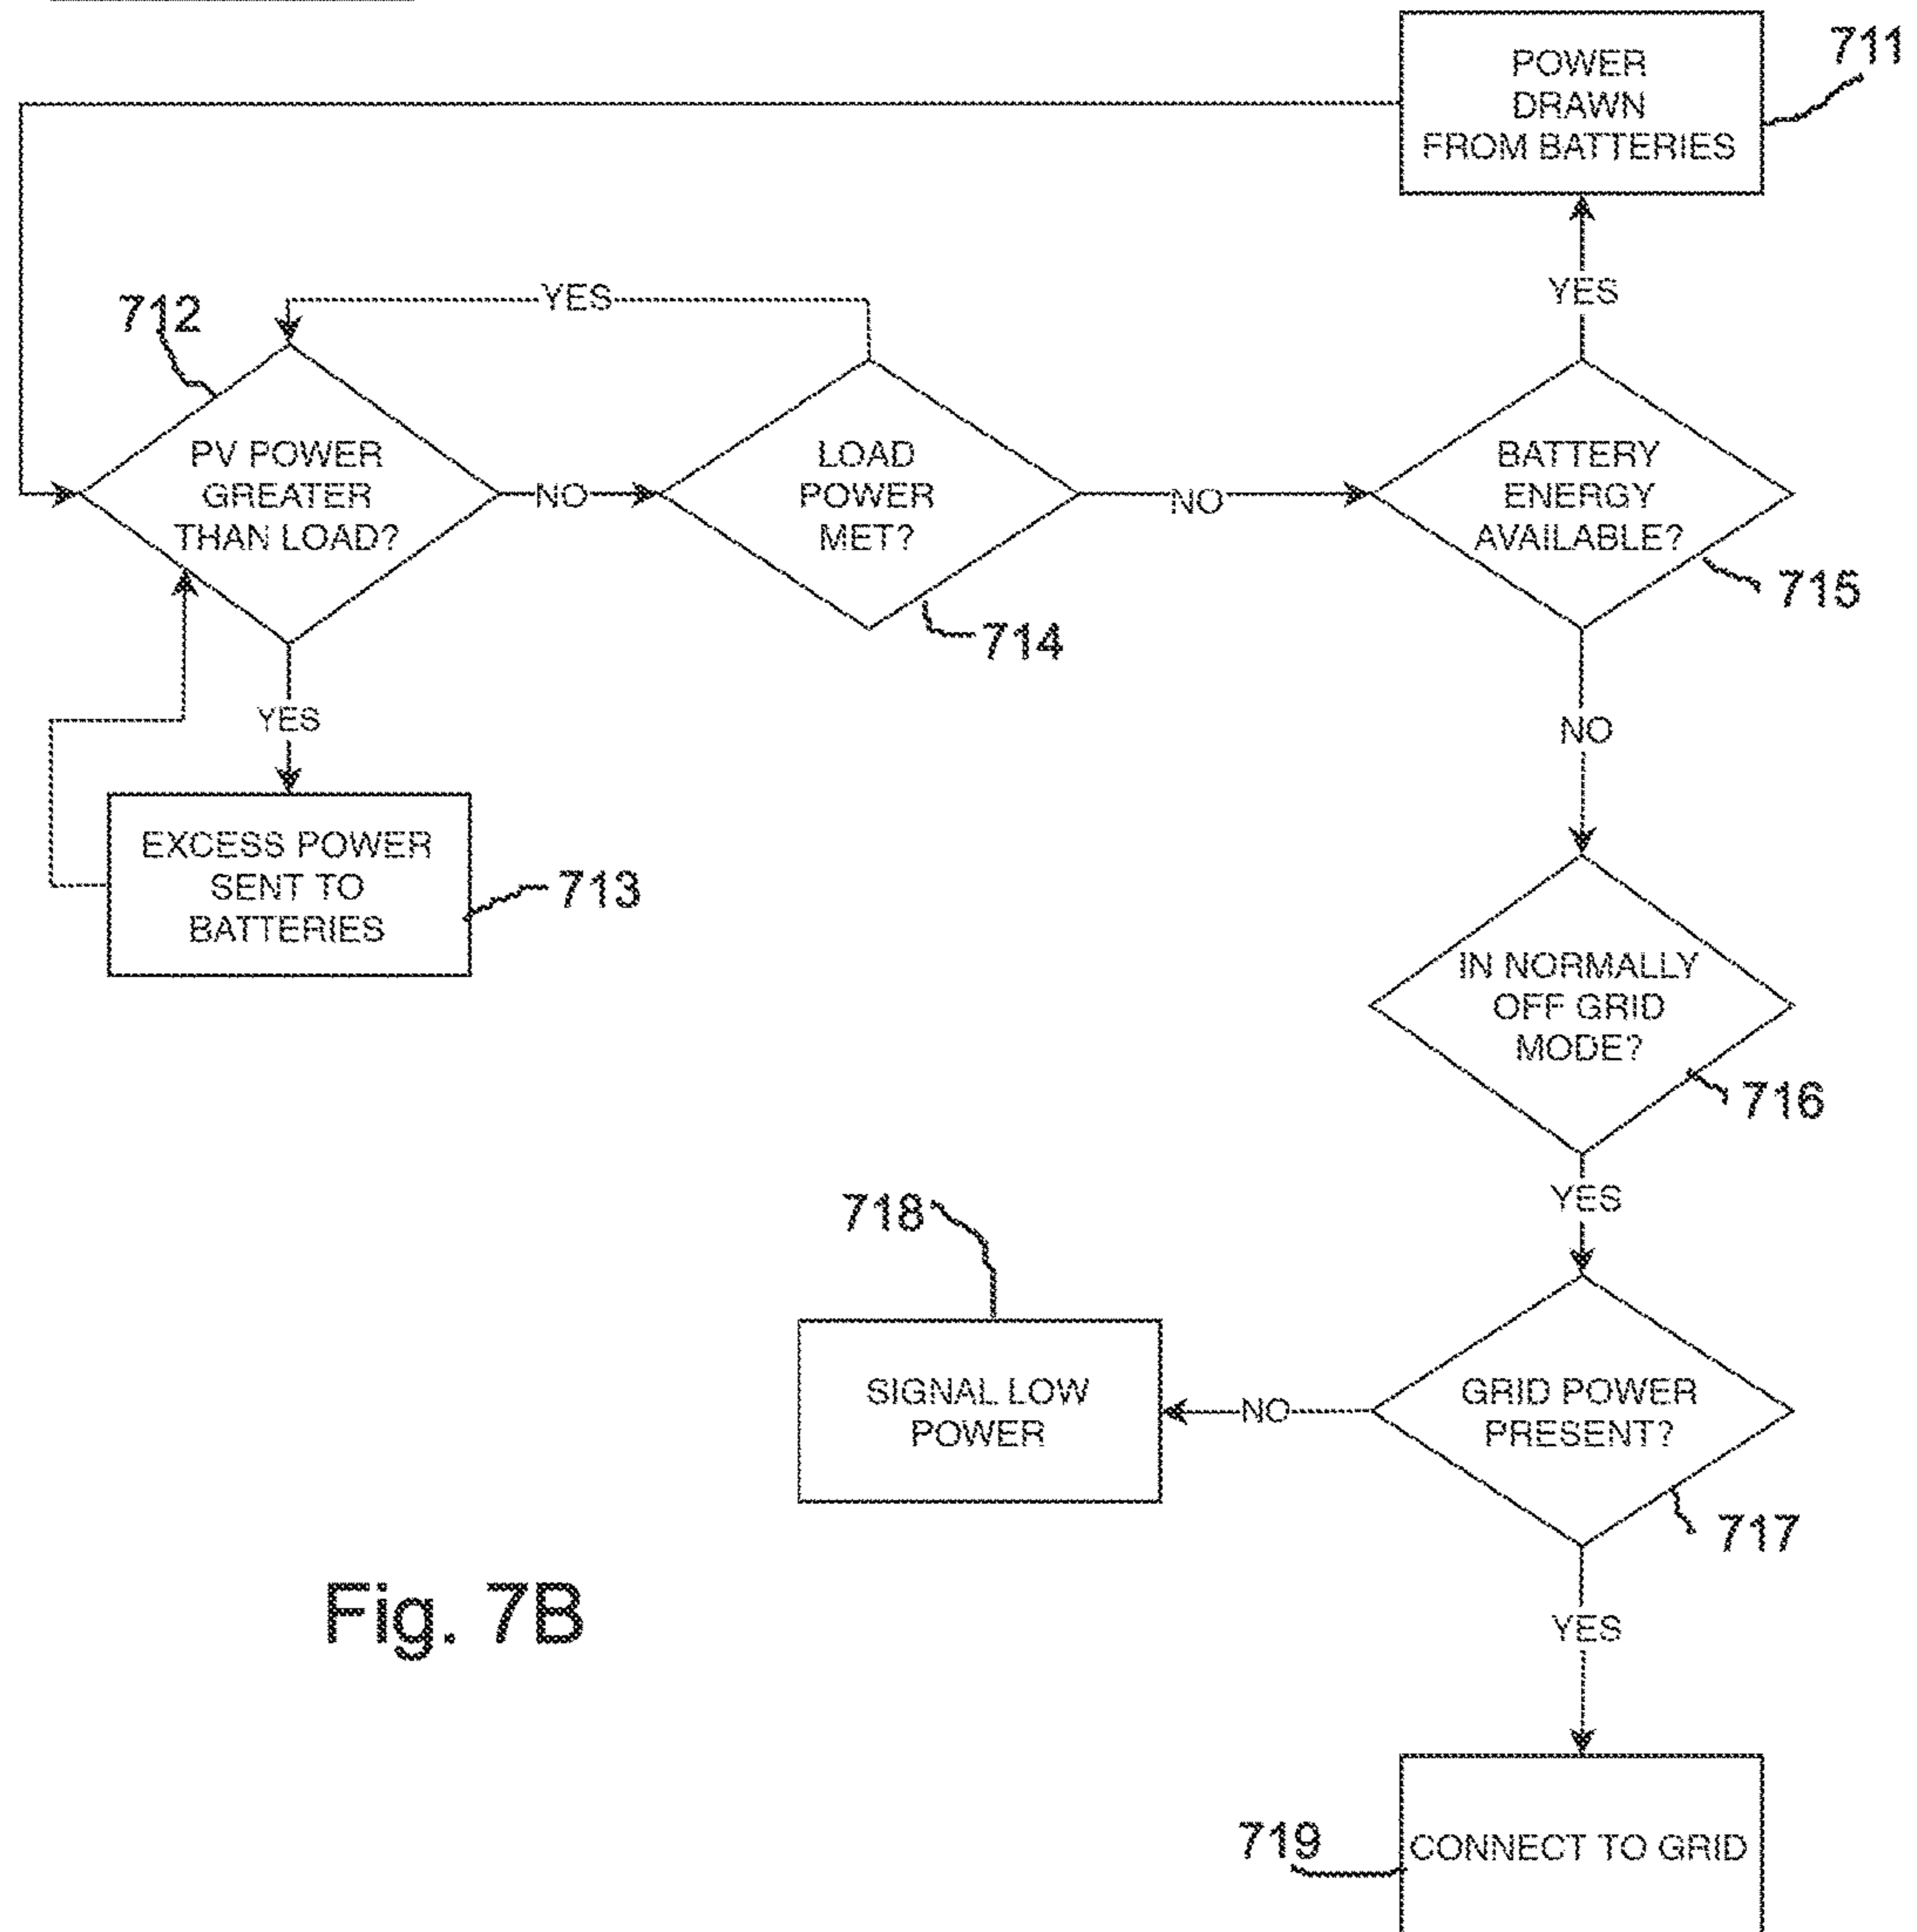 POWER
DRAWN
FROM BATTERIES
711
YES
YES
712
PV POWER
GREATER
THAN LOAD?
NO
LOAD
POWER
MET?
NO
BATTERY
ENERGY
AVAILABLE?
715
714
YES
NO
EXCESS POWER
SENT TO
BATTERIES
713
IN NORMALLY
OFF GRID
MODE?
716
YES
718
SIGNAL LOW
POWER
NO
GRID POWER
PRESENT?
717
Fig. 7B
YES
719
CONNECT TO GRID